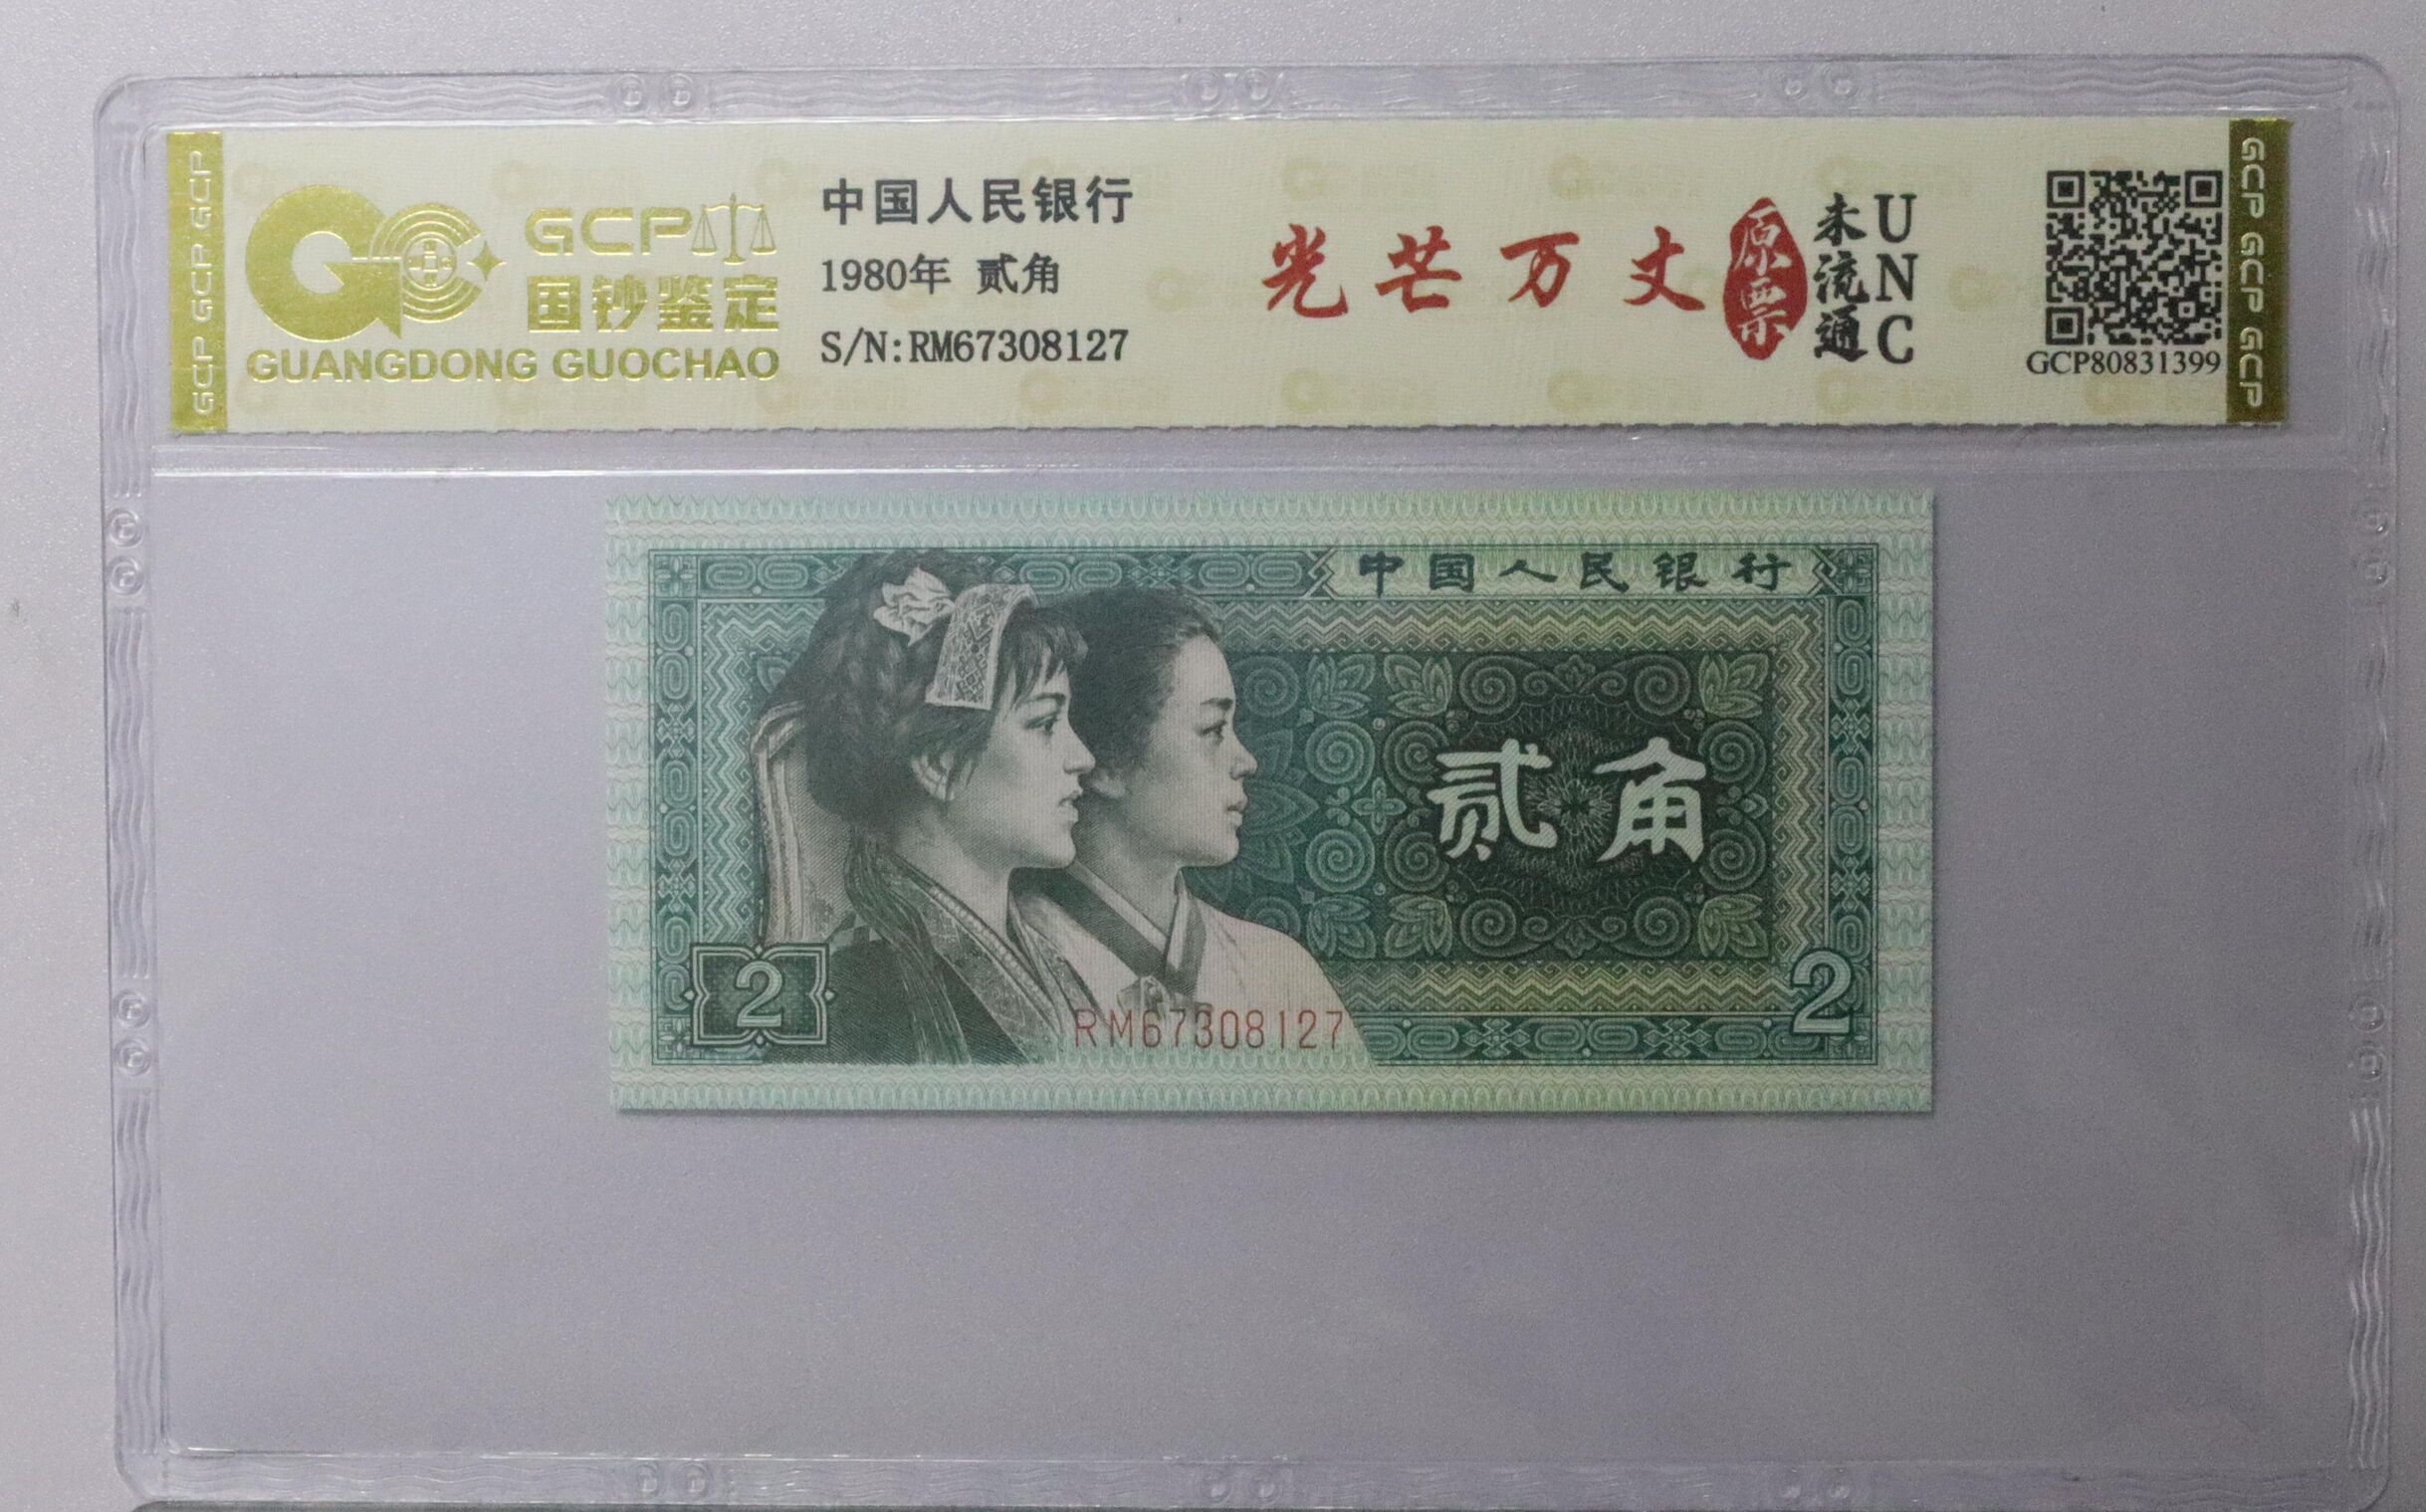 GCP GCP GCP
GCP
国钞鉴定
GUANGDONG GUOCHAO
中国人民银行
1980年 贰角
S/N:RM67308127
光芒万丈
原票
未流通
UNC
GCP80831399
GCP GCP GCP
中国人民银行
贰角
2
RM67308127
2